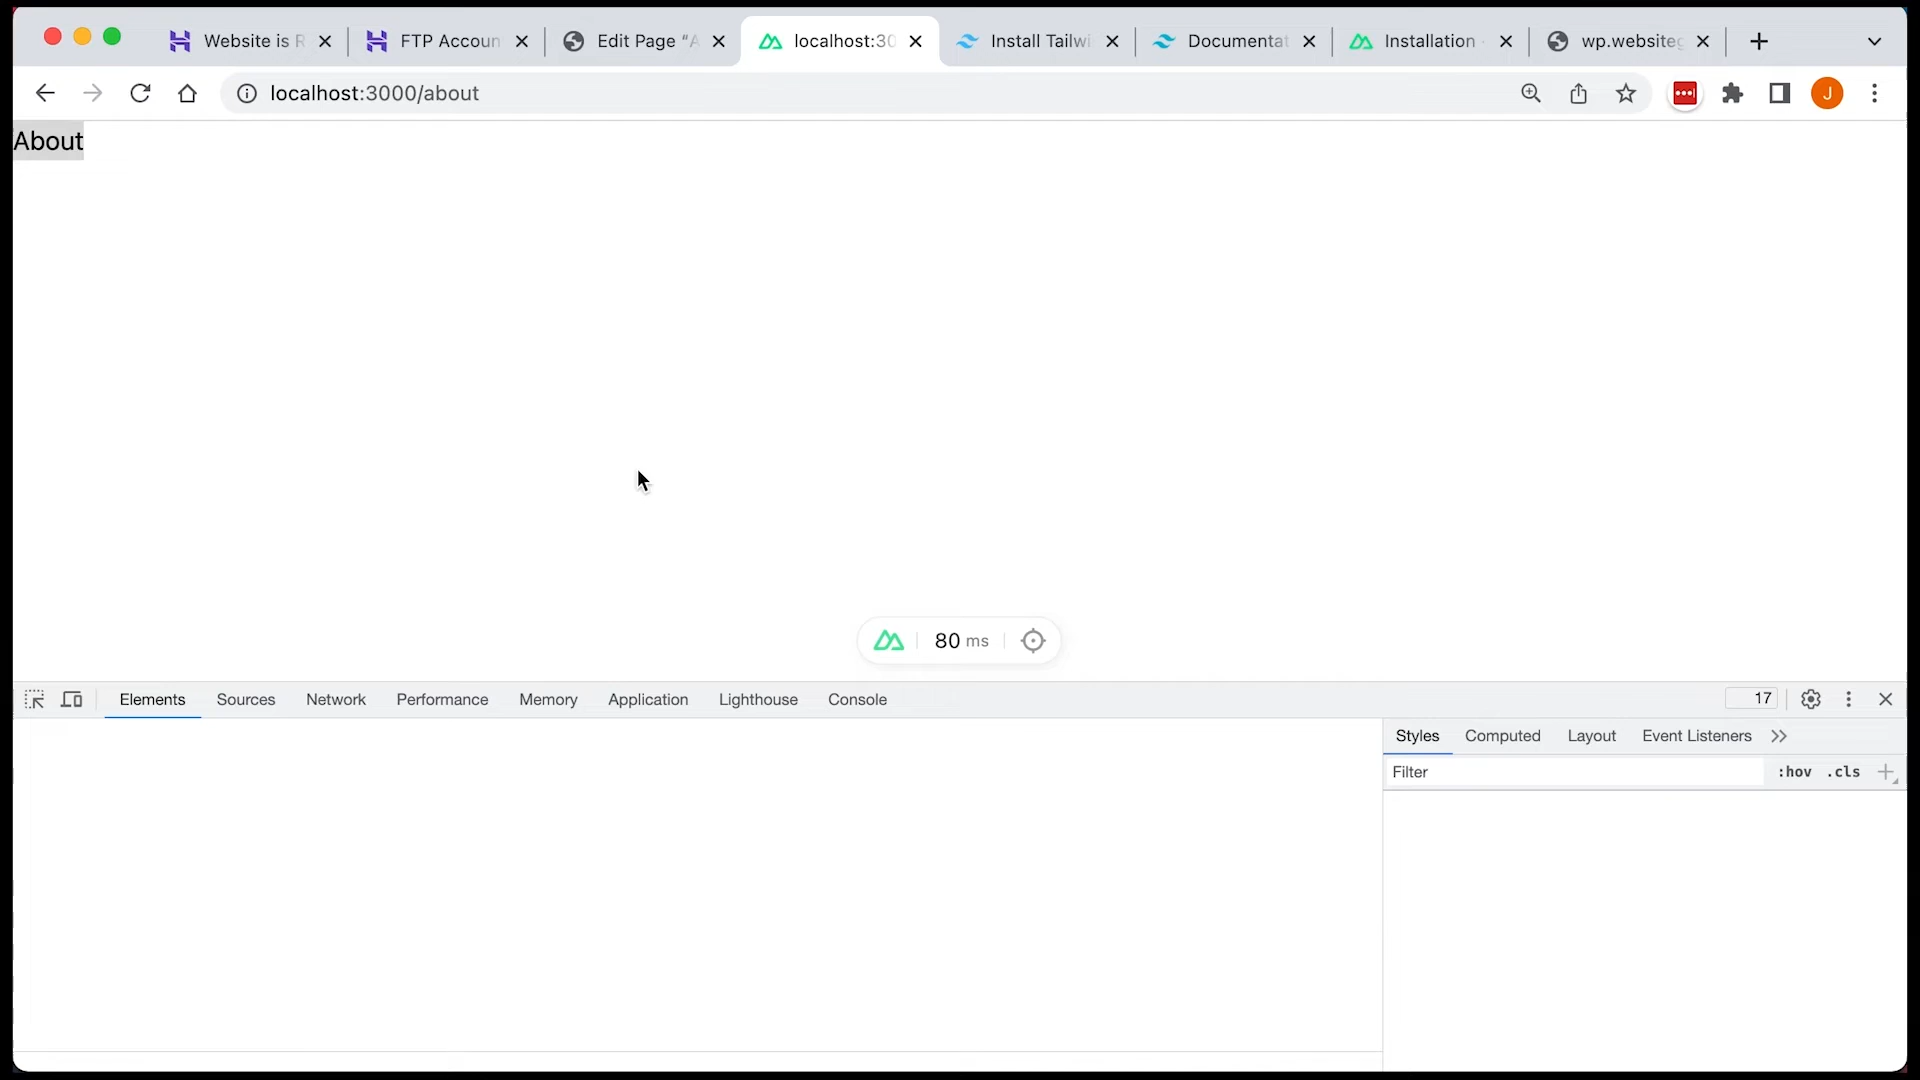 Website is R
FTP Accoun
Edit Page “A
localhost:30
Install Tailwi
Documentat
Installation
wp.websiteg
localhost:3000/about
J
About
80 ms
Elements
Sources
Network
Performance
Memory
Application
Lighthouse
Console
17
Styles
Computed
Layout
Event Listeners
Filter
:hov
.cls